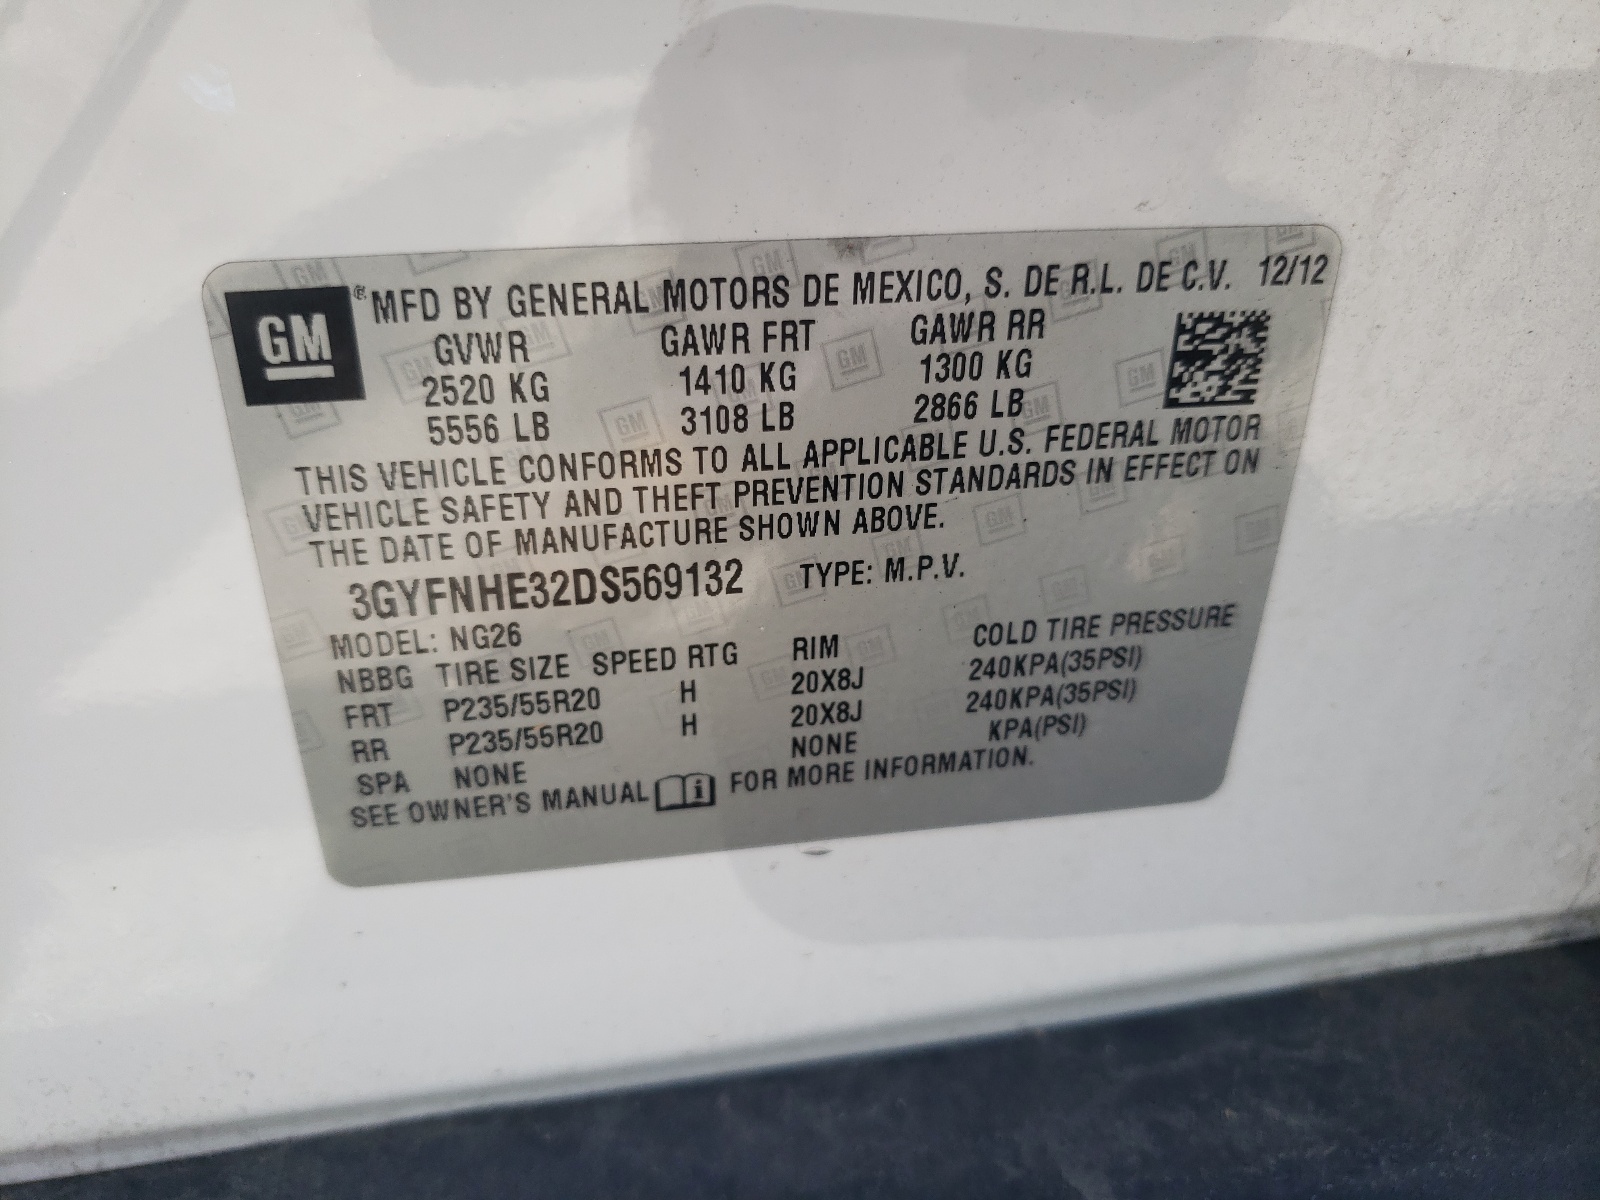 GM ® MFD BY GENERAL MOTORS DE MEXICO, S. DE R.L. DE C.V. 12/12
GVWR GAWR FRT GAWR RR
2520 KG 1410 KG 1300 KG
5556 LB 3108 LB 2866 LB
THIS VEHICLE CONFORMS TO ALL APPLICABLE U.S. FEDERAL MOTOR
VEHICLE SAFETY AND THEFT PREVENTION STANDARDS IN EFFECT ON
THE DATE OF MANUFACTURE SHOWN ABOVE.
3GYFNHE32DS569132 TYPE: M.P.V.
MODEL: NG26
NBBG TIRE SIZE SPEED RTG RIM COLD TIRE PRESSURE
FRT P235/55R20 H 20X8J 240KPA(35PSI)
RR P235/55R20 H 20X8J 240KPA(35PSI)
SPA NONE NONE KPA(PSI)
SEE OWNER'S MANUAL i FOR MORE INFORMATION.